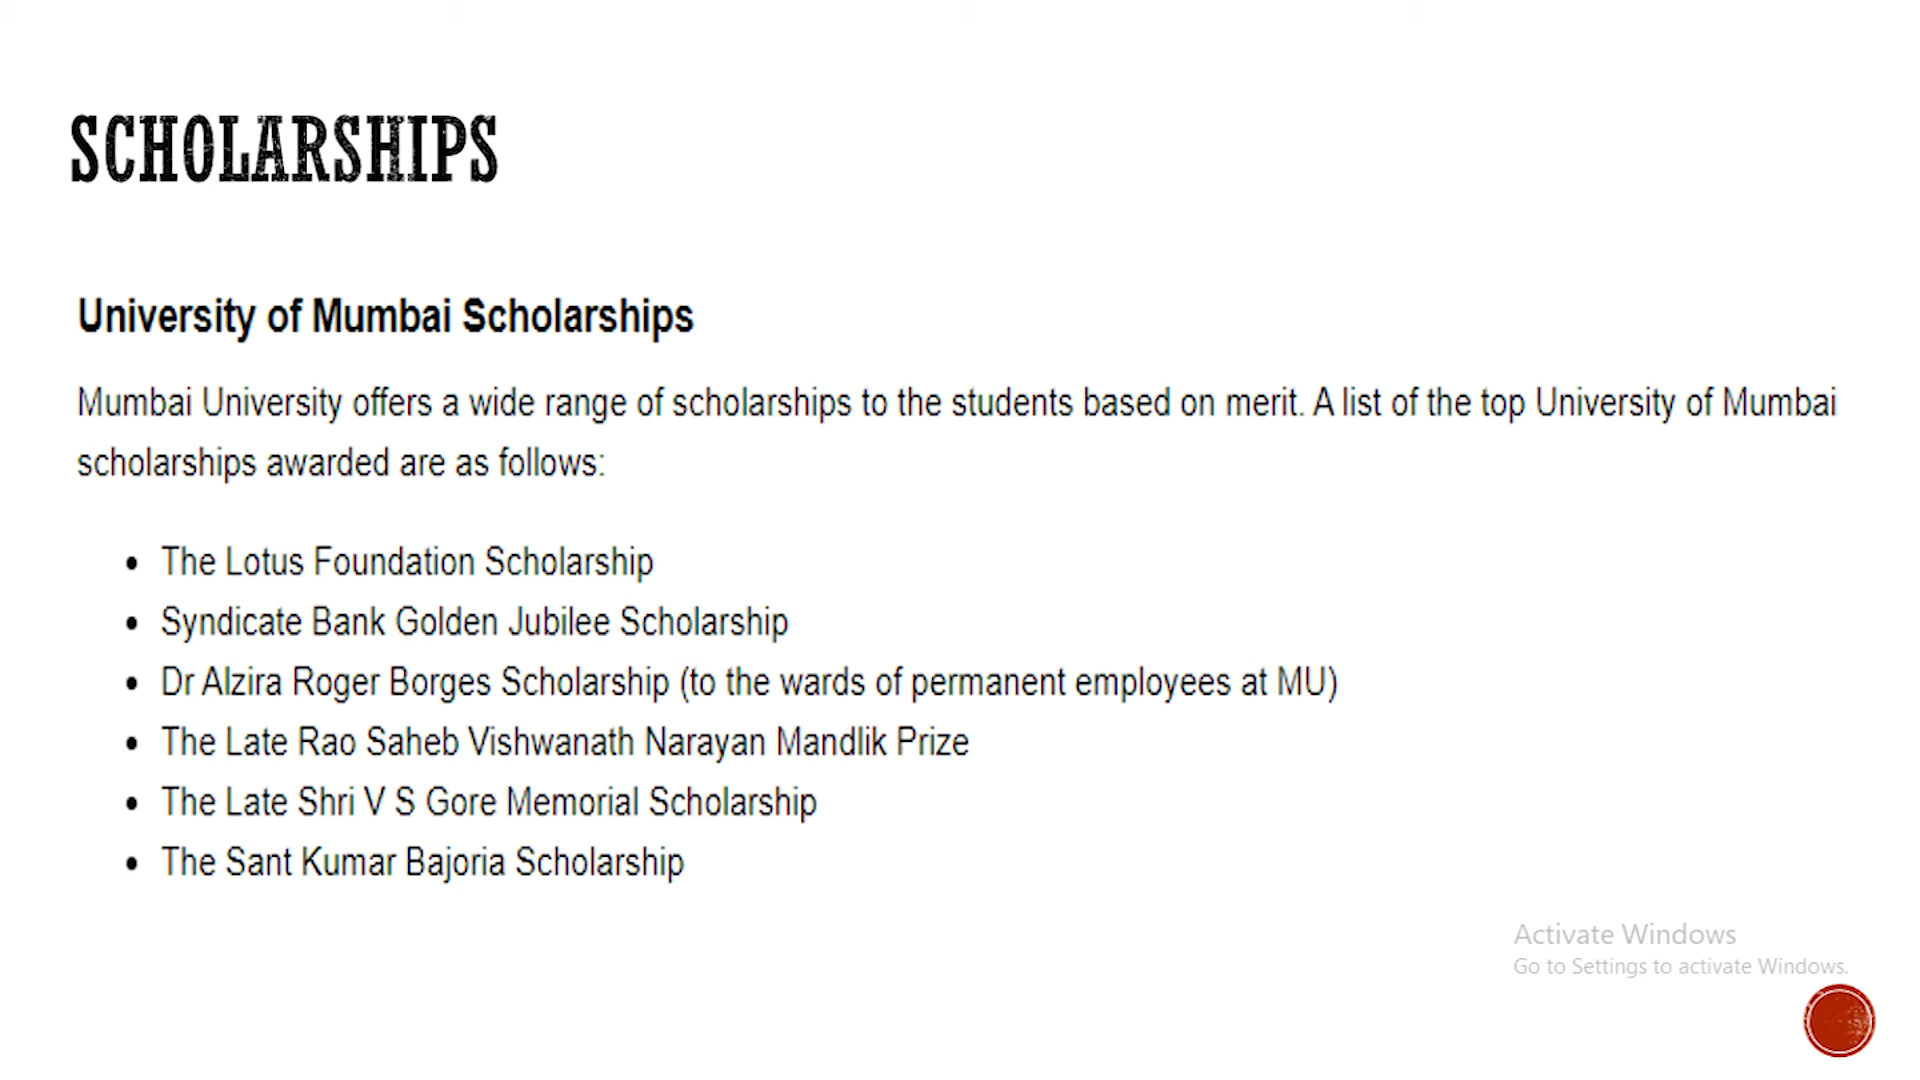 SCHOLARSHIPS
University of Mumbai Scholarships
Mumbai University offers a wide range of scholarships to the students based on merit. A list of the top University of Mumbai
scholarships awarded are as follows:
• The Lotus Foundation Scholarship
• Syndicate Bank Golden Jubilee Scholarship
• Dr Alzira Roger Borges Scholarship (to the wards of permanent employees at MU)
• The Late Rao Saheb Vishwanath Narayan Mandlik Prize
• The Late Shri V S Gore Memorial Scholarship
• The Sant Kumar Bajoria Scholarship
Activate Windows
Go to Settings to activate Windows.